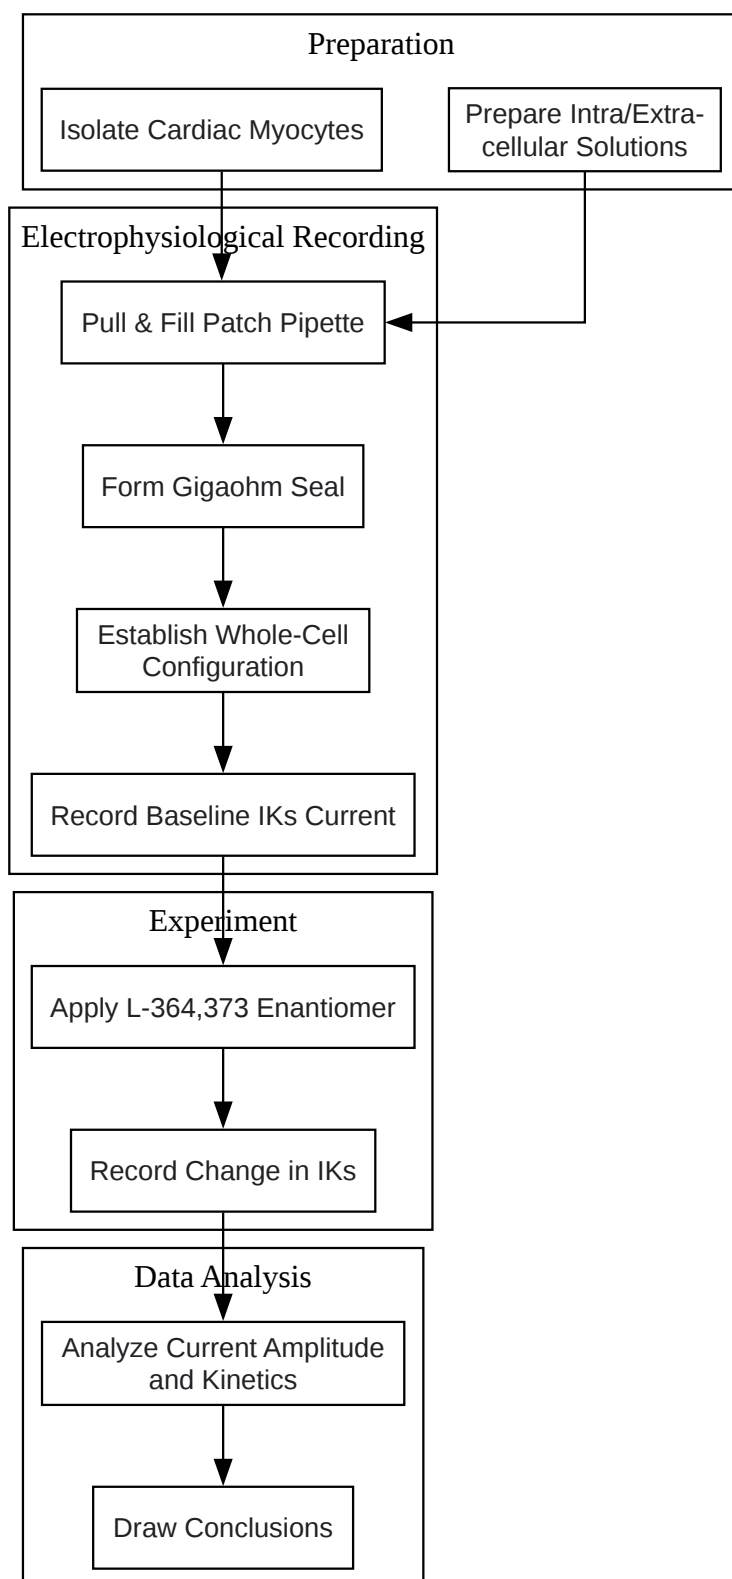 Preparation
Isolate Cardiac Myocytes
Prepare Intra/Extra-
cellular Solutions
Electrophysiological Recording
Pull & Fill Patch Pipette
Form Gigaohm Seal
Establish Whole-Cell
Configuration
Record Baseline IKs Current
Experiment
Apply L-364,373 Enantiomer
Record Change in IKs
Data Analysis
Analyze Current Amplitude
and Kinetics
Draw Conclusions